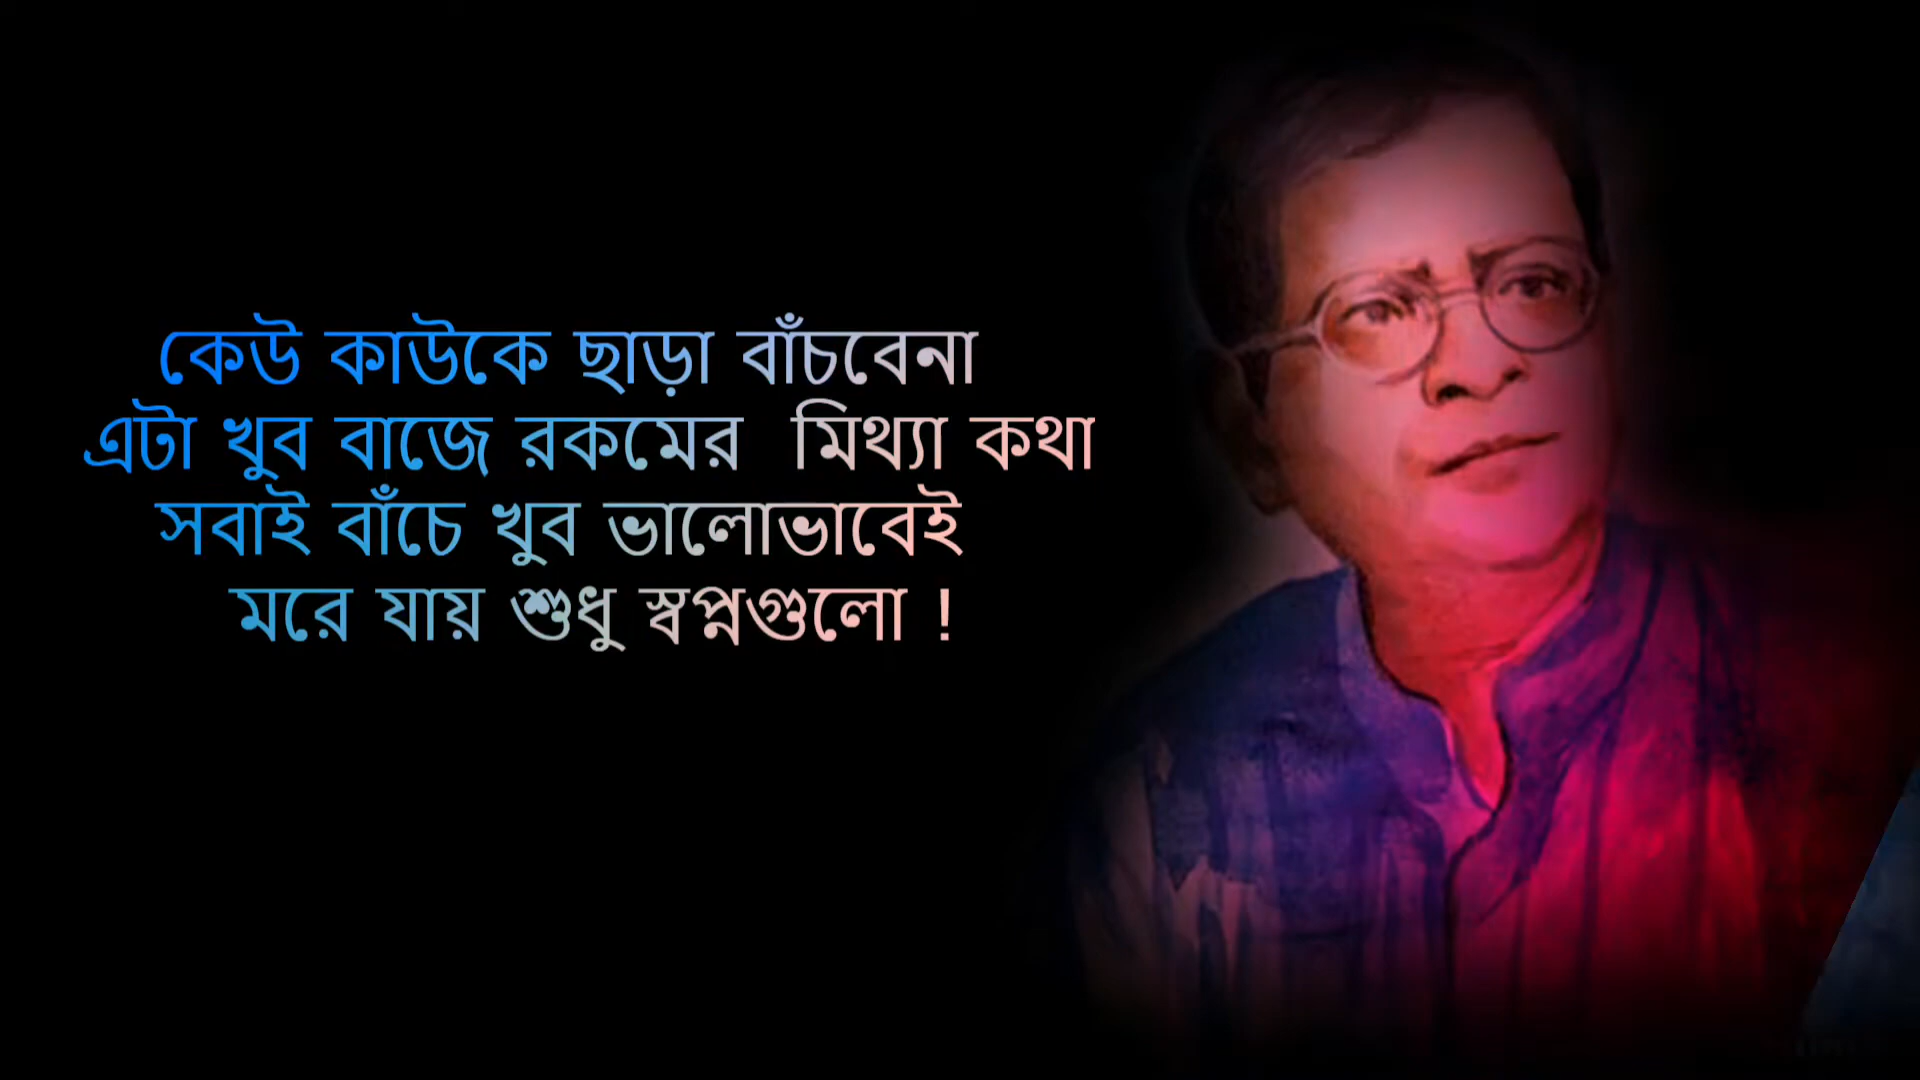 কেউ কাউকে ছাড়া বাঁচবেনা
এটা খুব বাজে রকমের মিথ্যা কথা
সবাই বাঁচে খুব ভালোভাবেই
মরে যায় শুধু স্বপ্নগুলো !